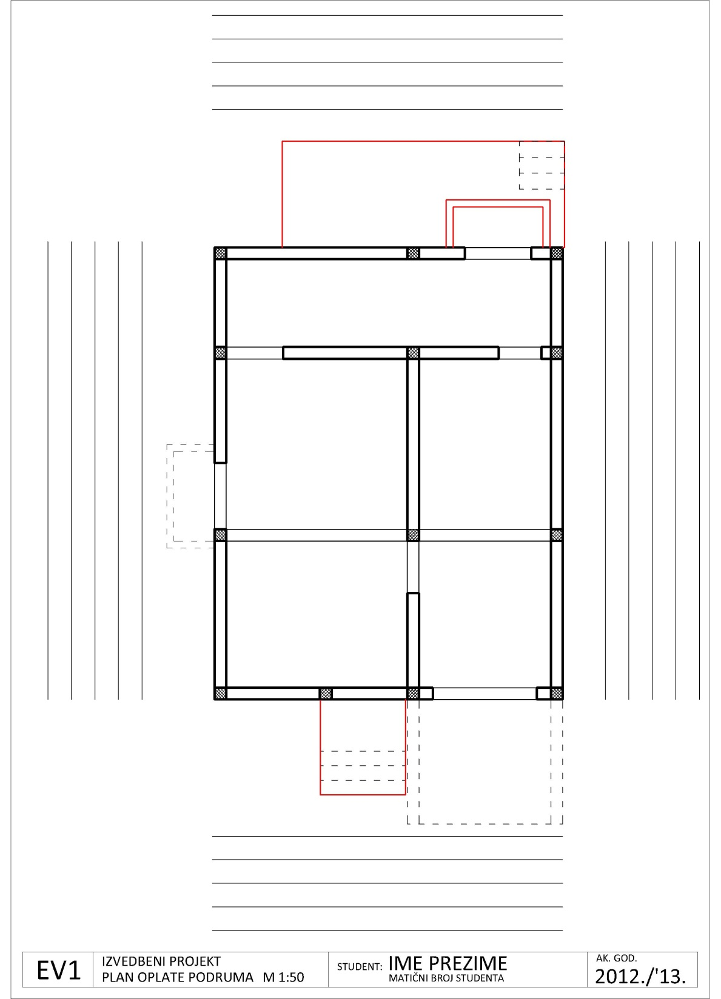 EV1
IZVEDBENI PROJEKT
PLAN OPLATE PODRUMA M 1:50
STUDENT: IME PREZIME
MATIČNI BROJ STUDENTA
AK. GOD.
2012./'13.